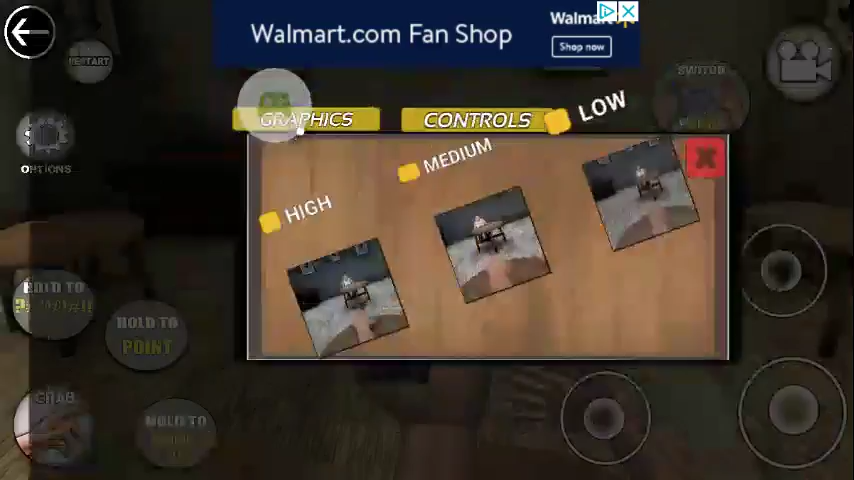 Walmart.com Fan Shop
Walmart
Shop now
RESTART
SWITCH
GRAPHICS
CONTROLS
LOW
MEDIUM
HIGH
OPTIONS
HOLD TO
HOLD TO
POINT
GRAB
HOLD TO